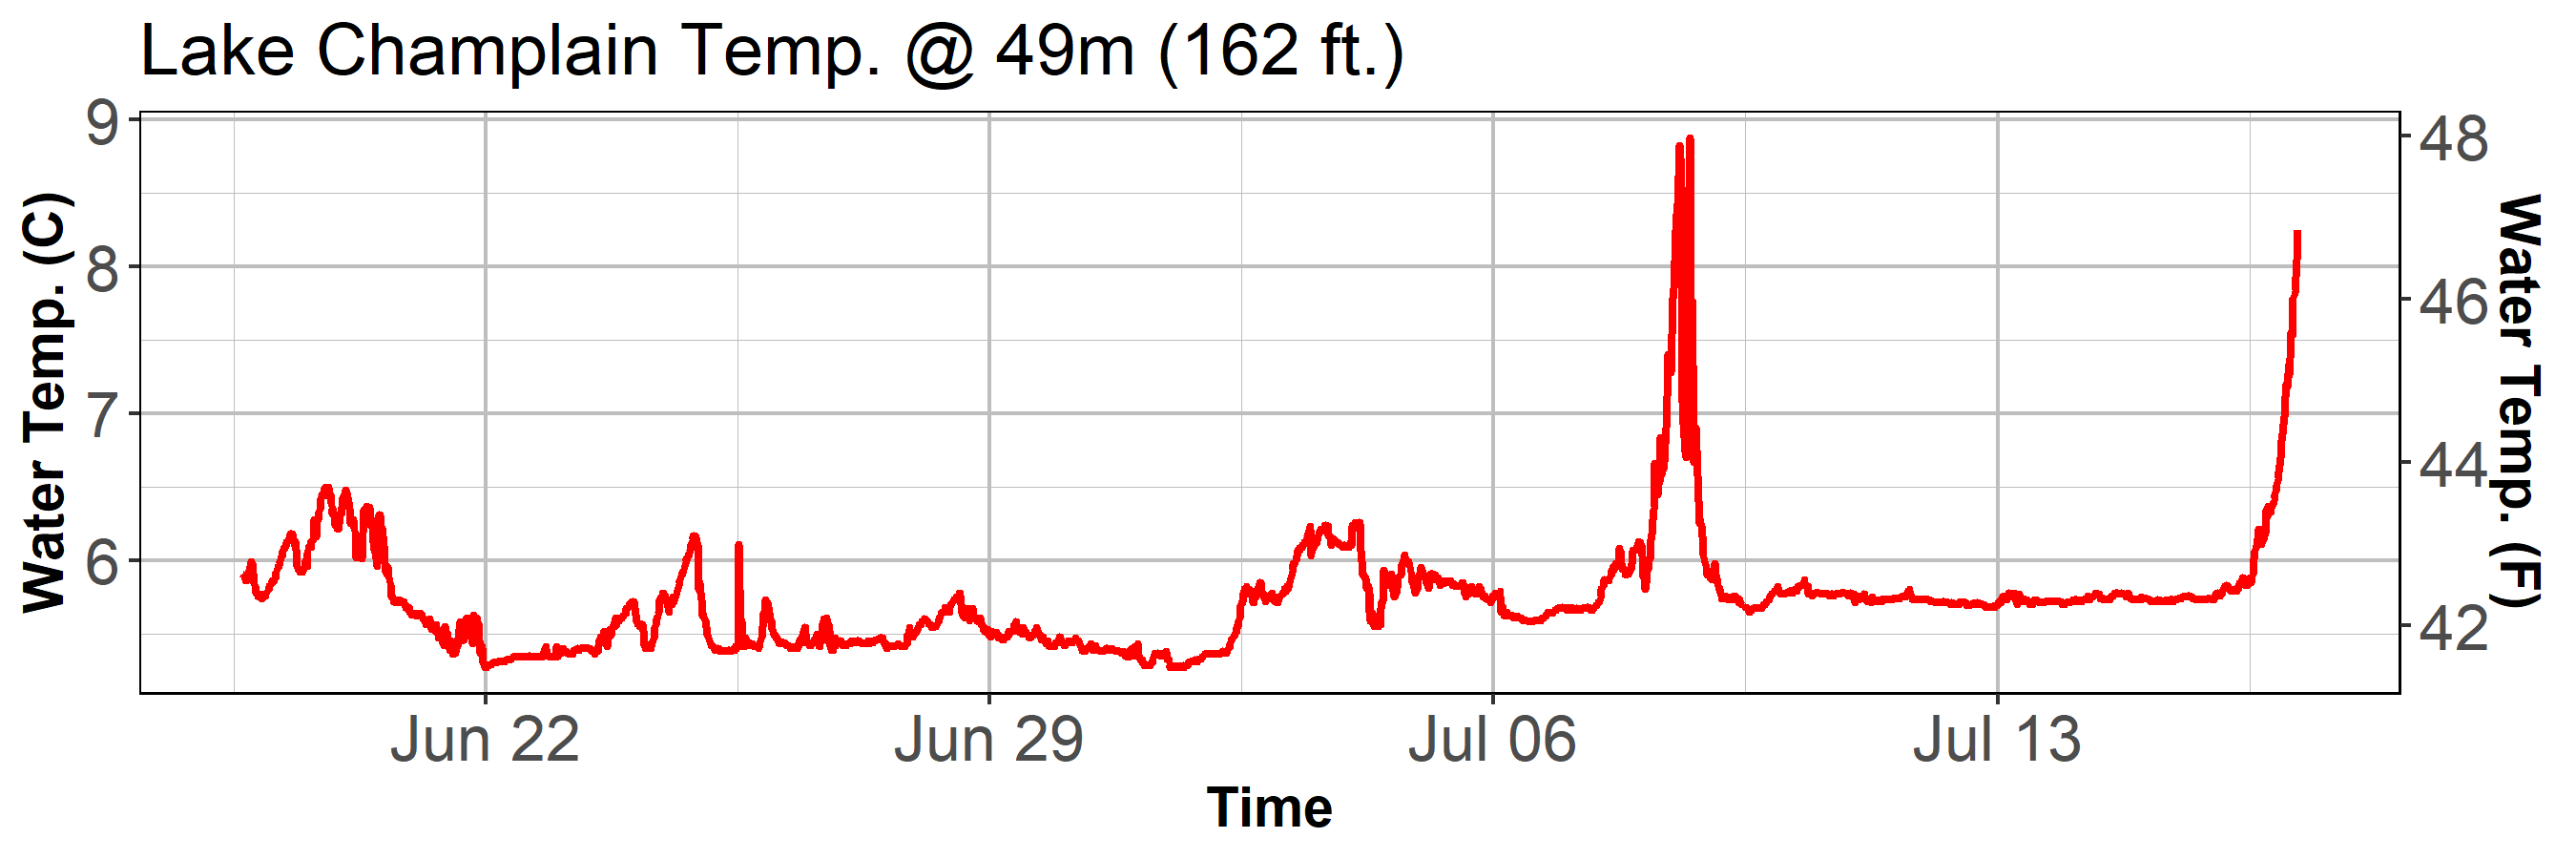 Lake Champlain Temp. @ 49m (162 ft.)
Water Temp. (C)
9
8
7
6
48
46
44
42
Water Temp. (F)
Jun 22
Jun 29
Jul 06
Jul 13
Time